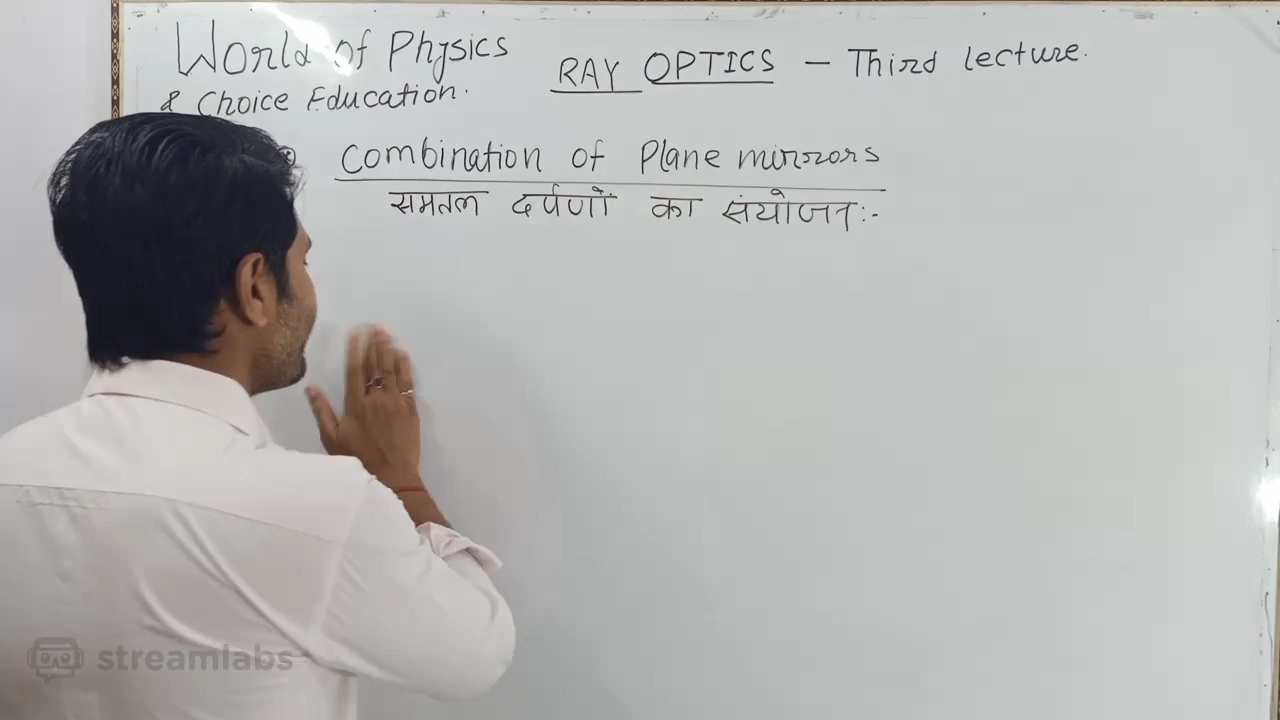 World of Physics
& Choice Education.
RAY OPTICS - Third lecture.
Combination of Plane mirrors
समतल दर्पणों का संयोजन:-
streamlabs